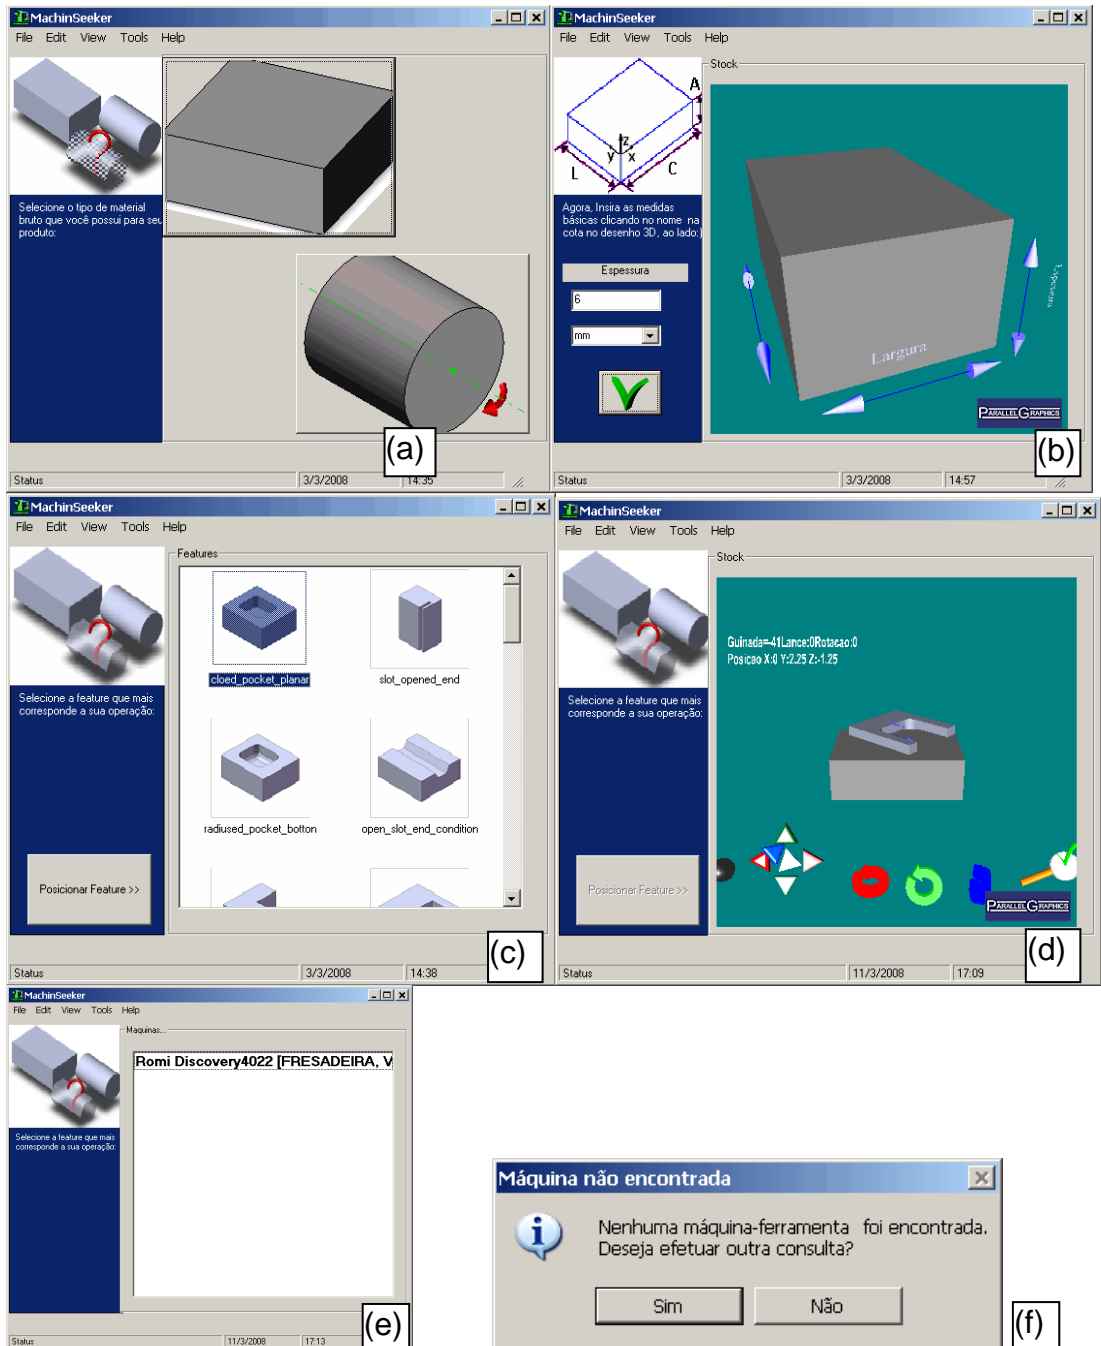 MachinSeeker
File Edit View Tools Help
Selecione o tipo de material
bruto que você possui para seu
produto:
(a)
Status 3/3/2008 14:35
MachinSeeker
File Edit View Tools Help
A
z
y x
L C
Agora, Insira as medidas
básicas clicando no nome na
cota no desenho 3D, ao lado:)
Espessura
6
mm
Stock
Espessura
Largura
PARALLELGRAPHICS
(b)
Status 3/3/2008 14:57
MachinSeeker
File Edit View Tools Help
Selecione a feature que mais
corresponde a sua operação:
Posicionar Feature >>
Features
cloed_pocket_planar slot_opened_end
radiused_pocket_botton open_slot_end_condition
(c)
Status 3/3/2008 14:38
MachinSeeker
File Edit View Tools Help
Selecione a feature que mais
corresponde a sua operação:
Posicionar Feature >>
Stock
Guinada=-41Lance:0Rotacao:0
Posicao X:0 Y:2.25 Z:-1.25
PARALLELGRAPHICS
(d)
Status 11/3/2008 17:09
MachinSeeker
File Edit View Tools Help
Selecione a feature que mais
corresponde a sua operação:
Maquinas...
Romi Discovery4022 [FRESADEIRA, V
(e)
Status 11/3/2008 17:13
Máquina não encontrada
Nenhuma máquina-ferramenta foi encontrada.
Deseja efetuar outra consulta?
Sim Não
(f)